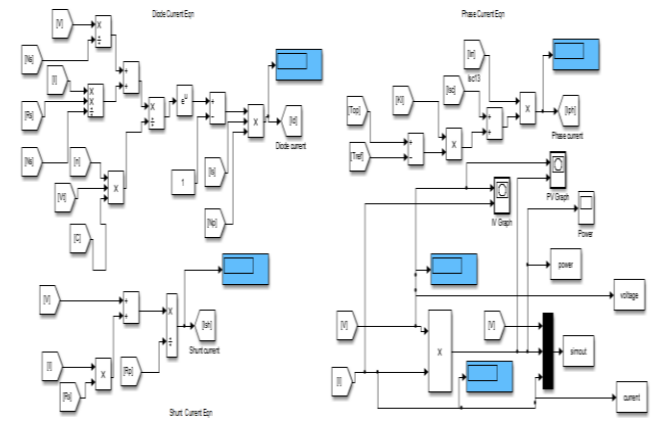 Diode Current Eqn
[V]
[Ns]
[I]
[Rs]
[Ns]
[n]
[Vt]
[C]
e^u
1
[Is]
[Np]
[Id]
Diode current
Phase Current Eqn
[Irr]
Isc13
[Isc]
[KI]
[Top]
[Tref]
[Iph]
Phase current
PV Graph
IV Graph
Power
power
voltage
[V]
[I]
[V]
simout
current
[V]
[I]
[Rs]
[Rp]
[Ish]
Shunt current
Shunt Current Eqn